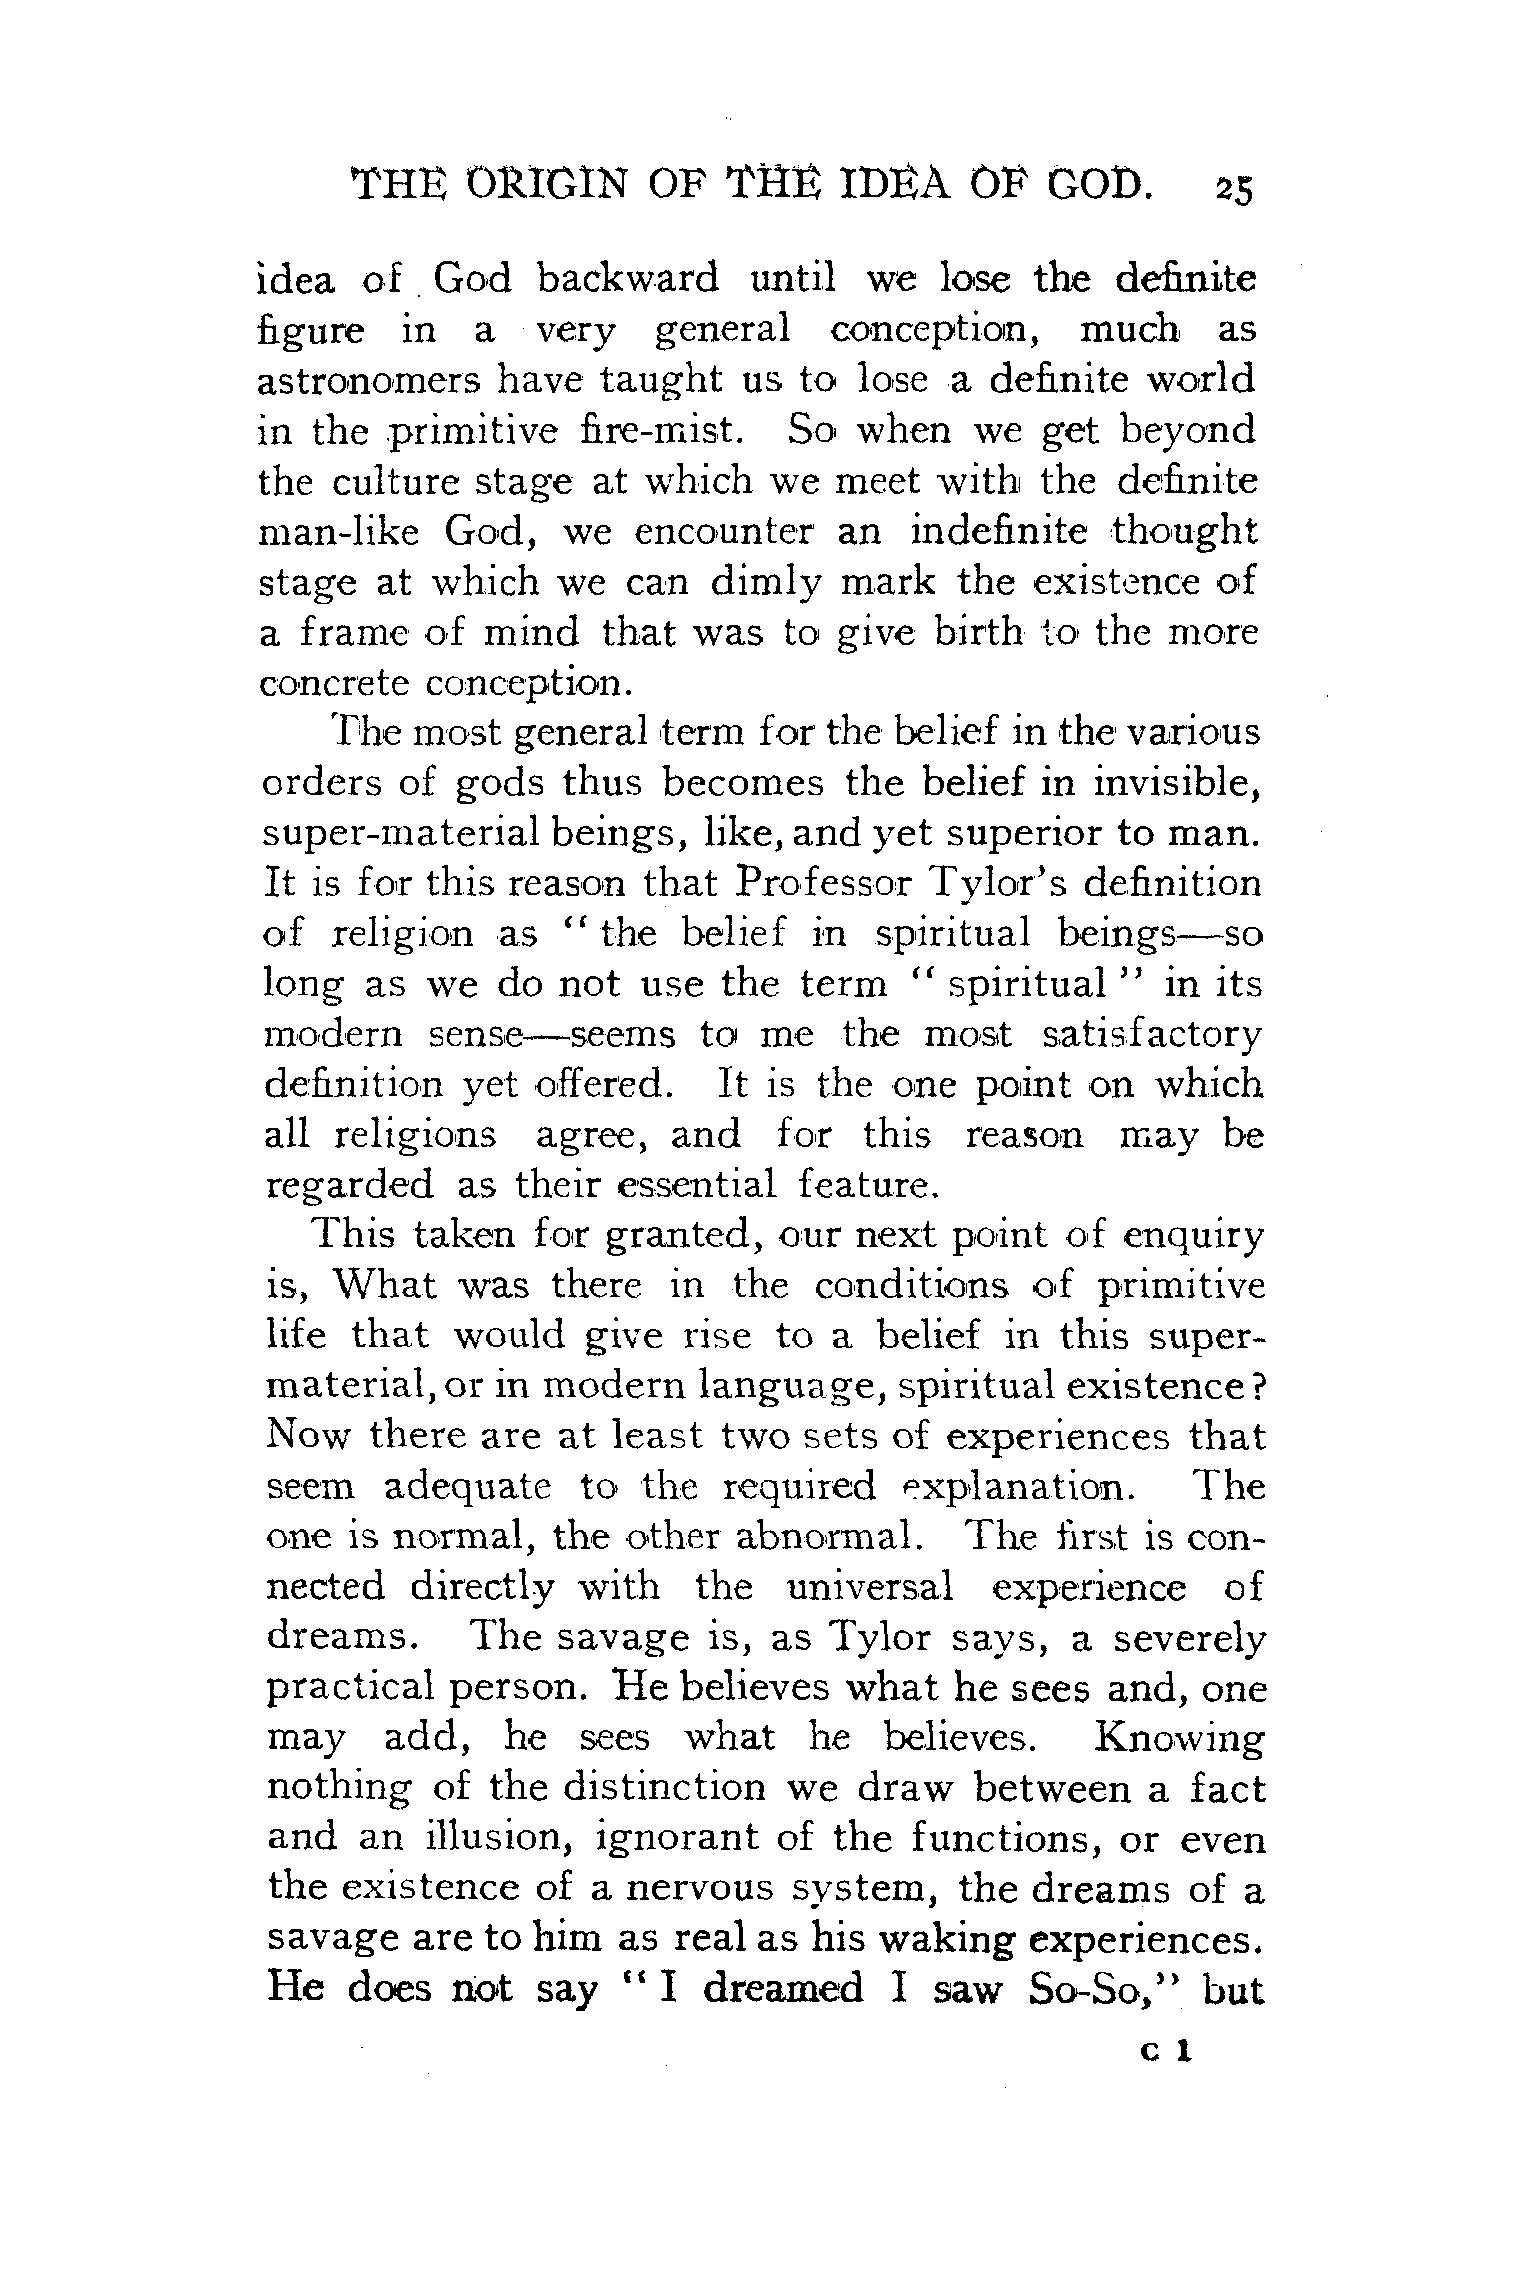 THE ORIGIN OF THE IDEA OF GOD. 25
idea of God backward until we lose the definite
figure in a very general conception, much as
astronomers have taught us to lose a definite world
in the primitive fire-mist. So when we get beyond
the culture stage at which we meet with the definite
man-like God, we encounter an indefinite thought
stage at which we can dimly mark the existence of
a frame of mind that was to give birth to the more
concrete conception.
The most general term for the belief in the various
orders of gods thus becomes the belief in invisible,
super-material beings, like, and yet superior to man.
It is for this reason that Professor Tylor's definition
of religion as " the belief in spiritual beings—so
long as we do not use the term " spiritual " in its
modern sense—seems to me the most satisfactory
definition yet offered. It is the one point on which
all religions agree, and for this reason may be
regarded as their essential feature.
This taken for granted, our next point of enquiry
is, What was there in the conditions of primitive
life that would give rise to a belief in this super-
material, or in modern language, spiritual existence?
Now there are at least two sets of experiences that
seem adequate to the required explanation. The
one is normal, the other abnormal. The first is con-
nected directly with the universal experience of
dreams. The savage is, as Tylor says, a severely
practical person. He believes what he sees and, one
may add, he sees what he believes. Knowing
nothing of the distinction we draw between a fact
and an illusion, ignorant of the functions, or even
the existence of a nervous system, the dreams of a
savage are to him as real as his waking experiences.
He does not say " I dreamed I saw So-So," but
C 1